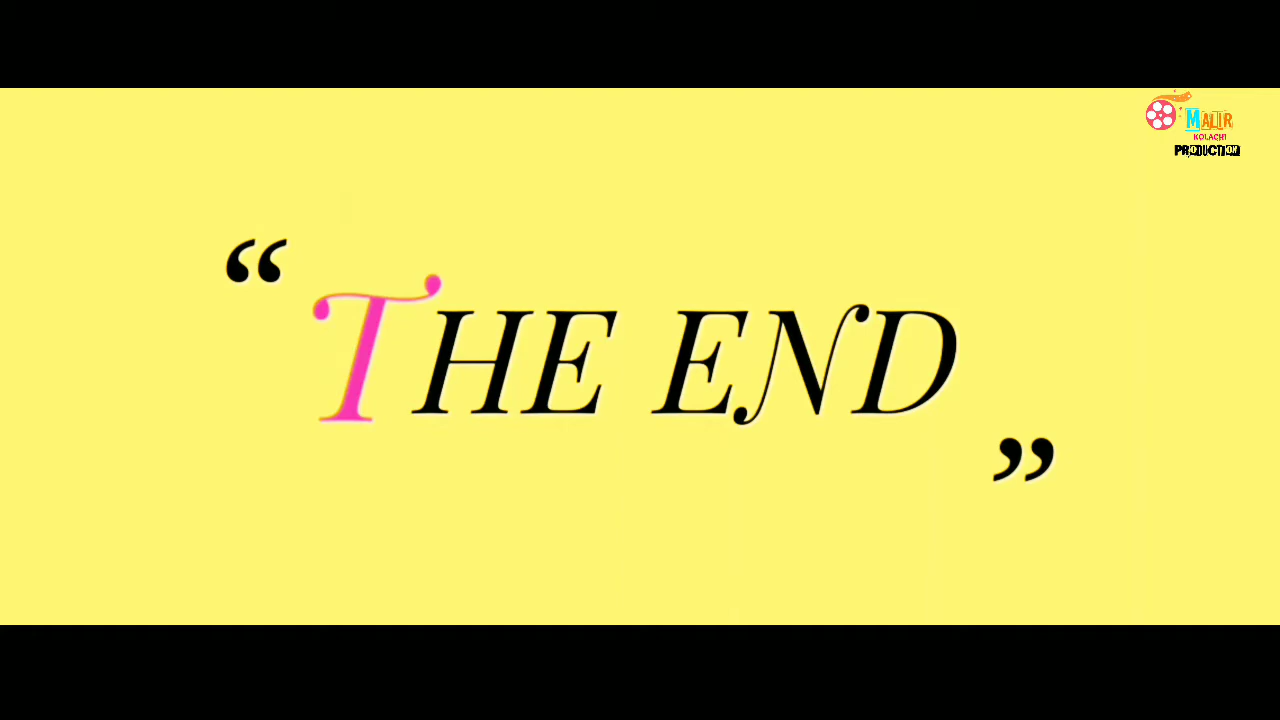 MALIR
KOLACHI
PRODUCTION
“THE END”